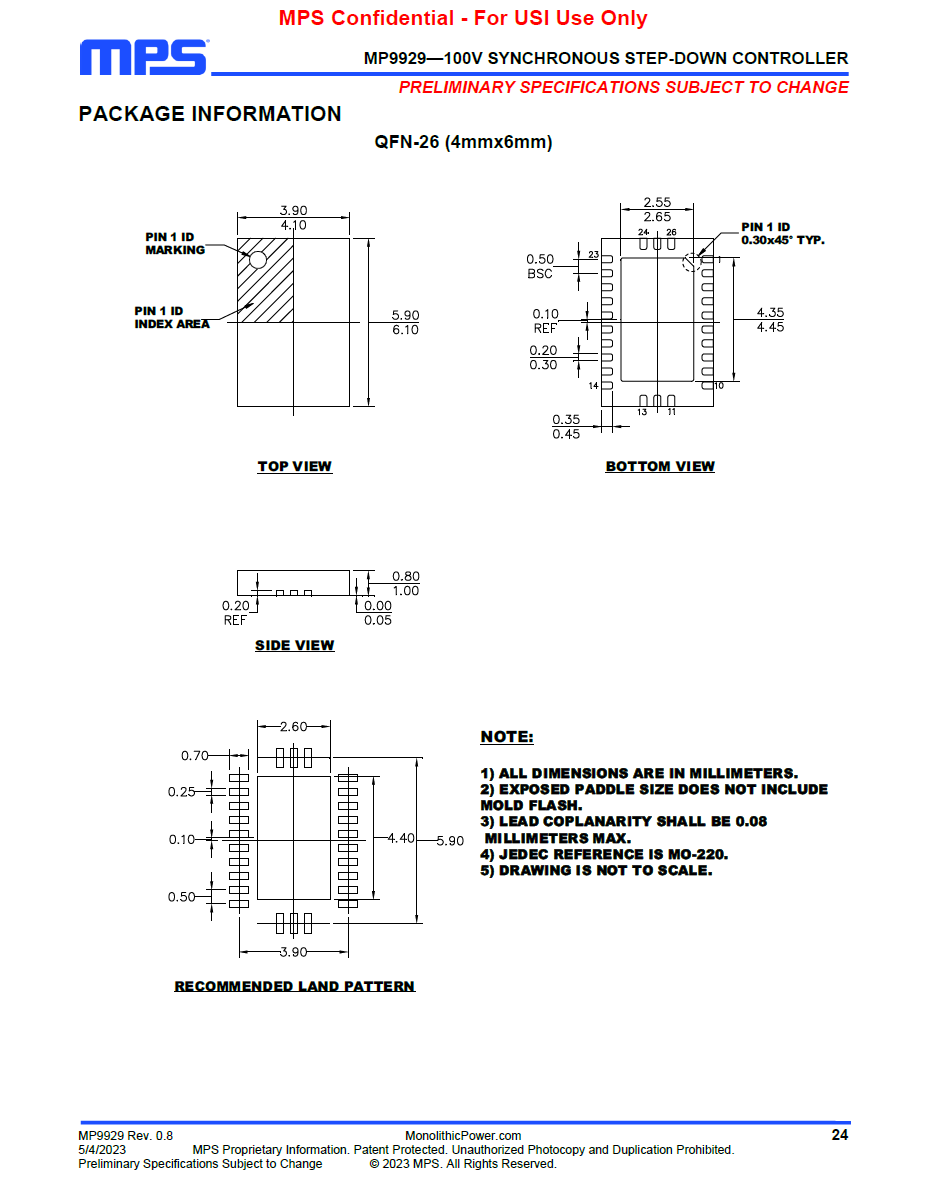 MPS Confidential - For USI Use Only
mps
MP9929—100V SYNCHRONOUS STEP-DOWN CONTROLLER
PRELIMINARY SPECIFICATIONS SUBJECT TO CHANGE
PACKAGE INFORMATION
QFN-26 (4mmx6mm)
3.90
4.10
PIN 1 ID
MARKING
PIN 1 ID
INDEX AREA
5.90
6.10
TOP VIEW
2.55
2.65
24
26
PIN 1 ID
0.30x45° TYP.
23
1
0.50
BSC
0.10
REF
0.20
0.30
4.35
4.45
14
10
13
11
0.35
0.45
BOTTOM VIEW
0.80
1.00
0.20
REF
0.00
0.05
SIDE VIEW
2.60
0.70
0.25
0.10
4.40
5.90
0.50
3.90
RECOMMENDED LAND PATTERN
NOTE:
1) ALL DIMENSIONS ARE IN MILLIMETERS.
2) EXPOSED PADDLE SIZE DOES NOT INCLUDE
MOLD FLASH.
3) LEAD COPLANARITY SHALL BE 0.08
MILLIMETERS MAX.
4) JEDEC REFERENCE IS MO-220.
5) DRAWING IS NOT TO SCALE.
MP9929 Rev. 0.8 MonolithicPower.com 24
5/4/2023 MPS Proprietary Information. Patent Protected. Unauthorized Photocopy and Duplication Prohibited.
Preliminary Specifications Subject to Change © 2023 MPS. All Rights Reserved.